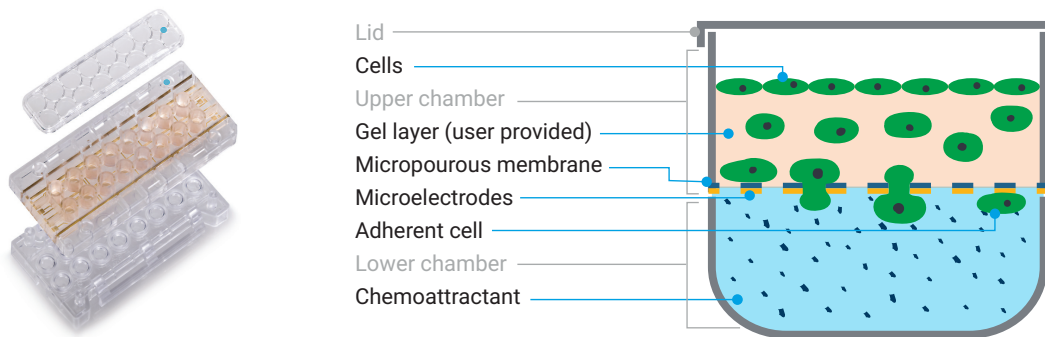 Lid
Cells
Upper chamber
Gel layer (user provided)
Micropourous membrane
Microelectrodes
Adherent cell
Lower chamber
Chemoattractant